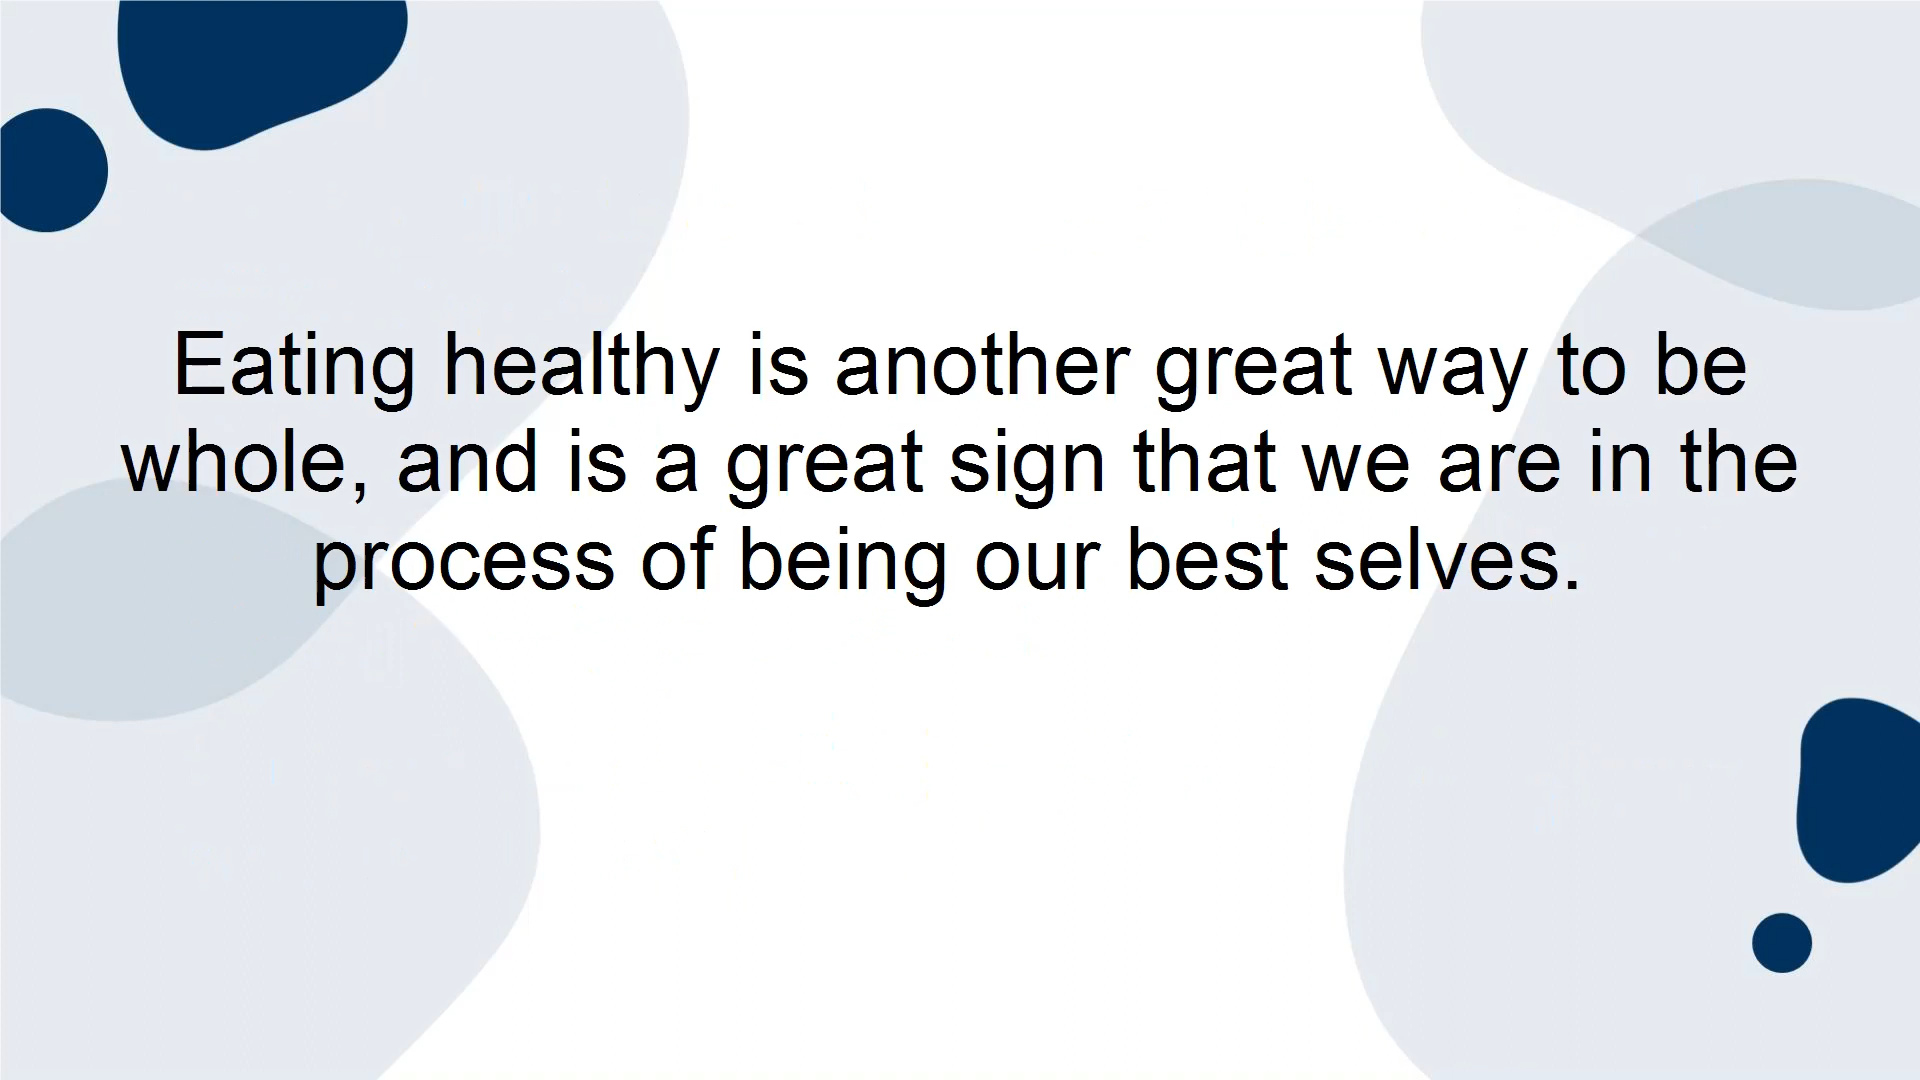 Eating healthy is another great way to be
whole, and is a great sign that we are in the
process of being our best selves.